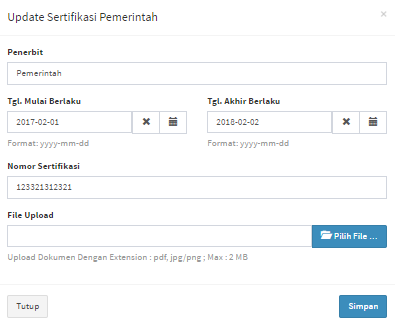 Update Sertifikasi Pemerintah ×
Penerbit
Pemerintah
Tgl. Mulai Berlaku Tgl. Akhir Berlaku
2017-02-01 2018-02-02
Format: yyyy-mm-dd Format: yyyy-mm-dd
Nomor Sertifikasi
123321312321
File Upload
Pilih File ...
Upload Dokumen Dengan Extension : pdf, jpg/png ; Max : 2 MB
Tutup Simpan